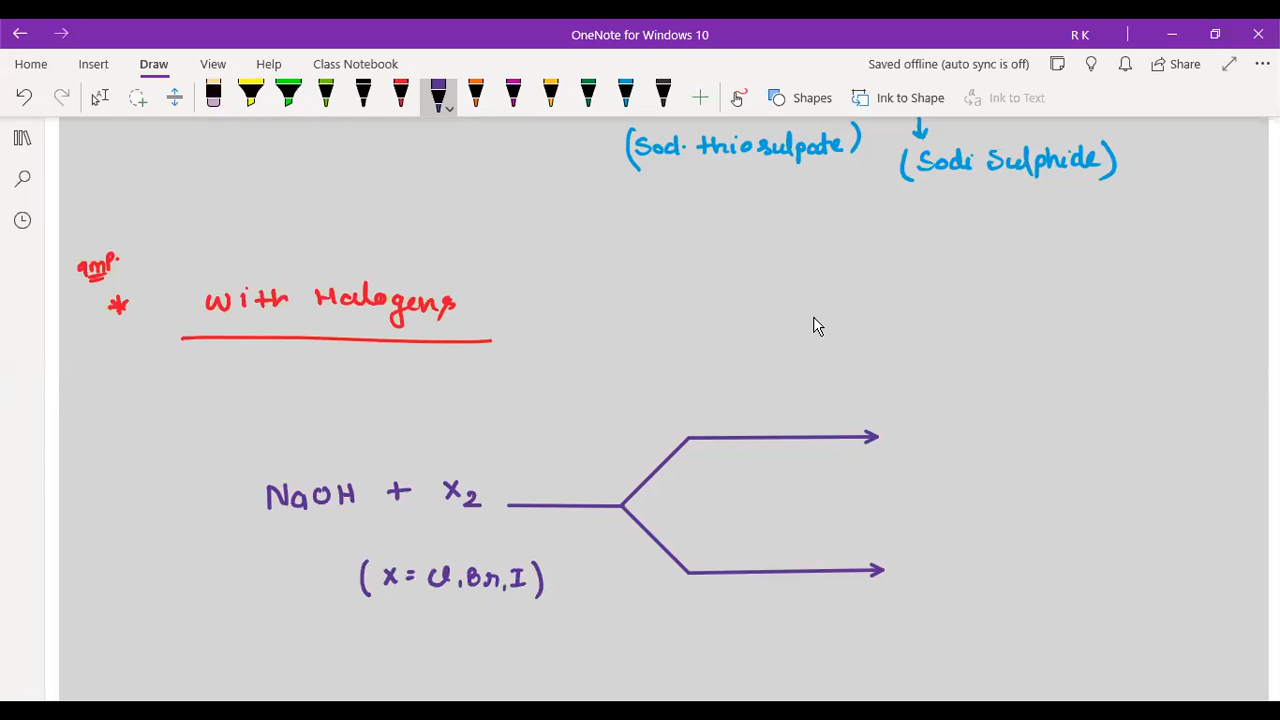 OneNote for Windows 10
R K
Home Insert Draw View Help Class Notebook
Saved offline (auto sync is off) Share
Shapes Ink to Shape Ink to Text
(Sod. thiosulpate)
(Sodi Sulphide)
Imp.
* With Halogens
NaOH + X2
(X = Cl, Br, I)